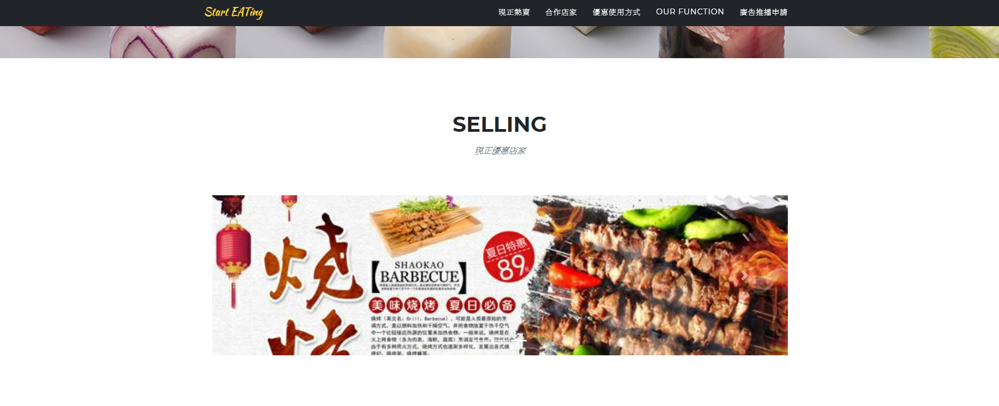 Start EATing
現正熱賣
合作店家
優惠使用方式
OUR FUNCTION
廣告推播申請
SELLING
現正優惠店家
烧
烤
SHAOKAO
BARBECUE
夏日特惠
89元
美味烧烤 夏日必备
烧烤（英文名：Grill，Barbecue），可能是人类最原始的烹
调方式，是以燃料加热和干燥空气，并把食物放置于热干空气
中一个比较接近热源的位置来加热食物。一般来说，烧烤是在
火上将食物（多为肉类、海鲜、蔬菜）烹调至可食用；现代社会
由于有多种用火方式，烧烤方式也逐渐多样化，发展出各式烧
烤炉、烧烤架、烧烤酱等。